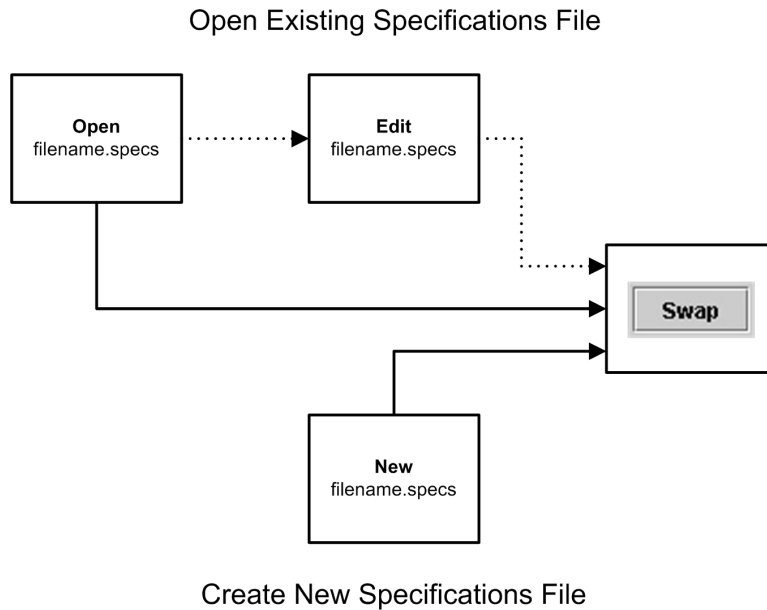 Open Existing Specifications File
Open
filename.specs
Edit
filename.specs
Swap
New
filename.specs
Create New Specifications File